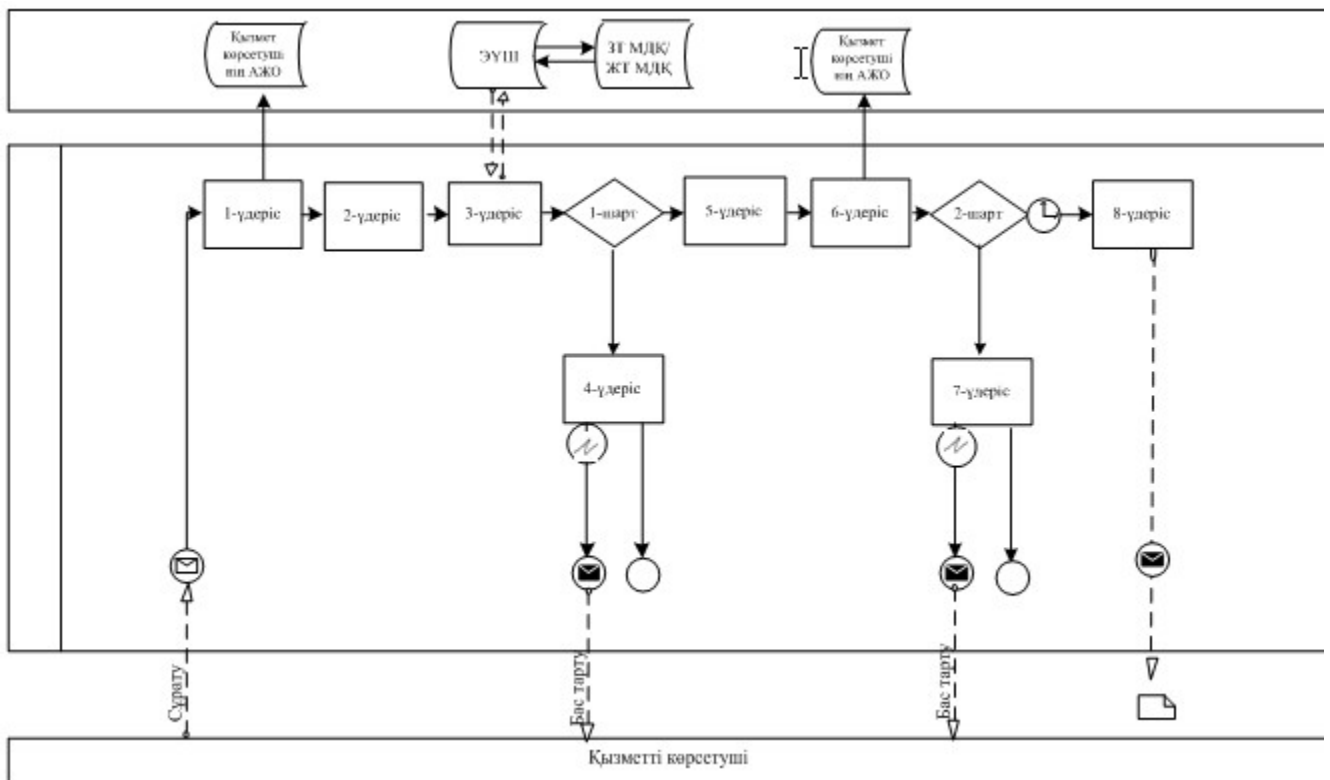 Қызмет
көрсетуші
нің АЖО
ЭҮШ
ЗТ МДҚ/
ЖТ МДҚ
Қызмет
көрсетуші
нің АЖО
1-үдеріс
2-үдеріс
3-үдеріс
1-шарт
5-үдеріс
6-үдеріс
2-шарт
8-үдеріс
4-үдеріс
7-үдеріс
Сұрату
Бас тарту
Бас тарту
Қызметті көрсетуші